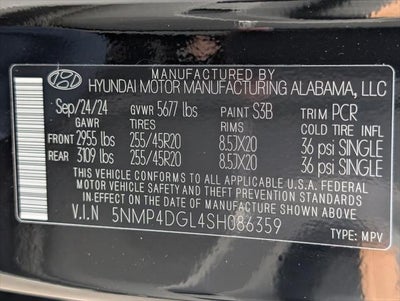 MANUFACTURED BY
HYUNDAI MOTOR MANUFACTURING ALABAMA, LLC
Sep/24/24 GVWR 5677 lbs PAINT S3B TRIM PCR
GAWR TIRES RIMS COLD TIRE INFL
FRONT 2955 lbs 255/45R20 8.5JX20 36 psi SINGLE
REAR 3109 lbs 255/45R20 8.5JX20 36 psi SINGLE
THIS VEHICLE CONFORMS TO ALL APPLICABLE U.S.A. FEDERAL
MOTOR VEHICLE SAFETY AND THEFT PREVENTION STANDARDS
IN EFFECT ON THE DATE OF MANUFACTURE SHOWN ABOVE.
V.I.N 5NMP4DGL4SH086359
TYPE: MPV